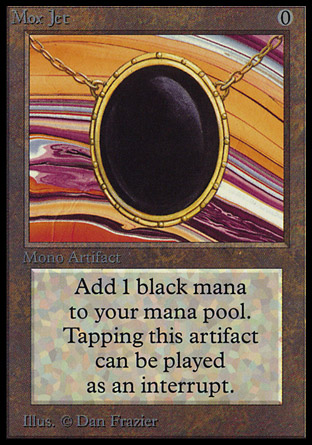 Mox Jet 0
Mono Artifact
Add 1 black mana
to your mana pool.
Tapping this artifact
can be played
as an interrupt.
Illus. © Dan Frazier